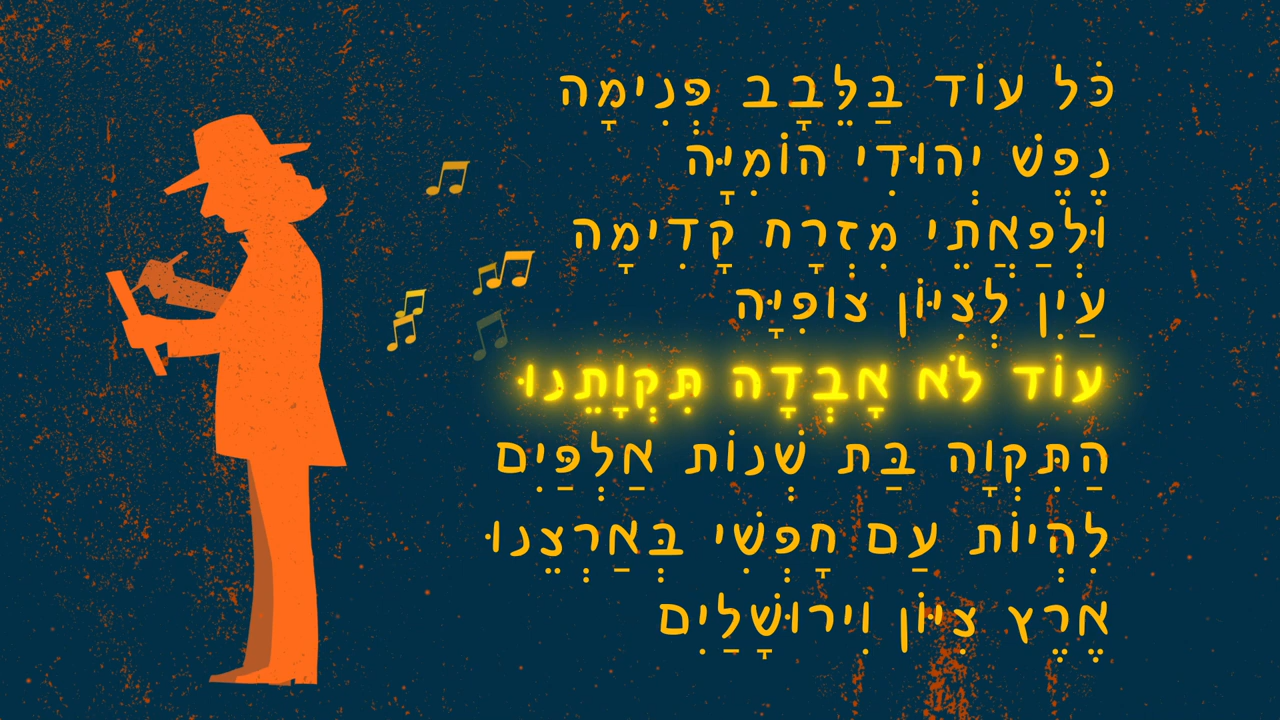 כֹּל עוֹד בַּלֵּבָב פְּנִימָה
נֶפֶשׁ יְהוּדִי הוֹמִיָּה
וּלְפַאֲתֵי מִזְרָח קָדִימָה
עַיִן לְצִיּוֹן צוֹפִיָּה
עוֹד לֹא אָבְדָה תִּקְוָתֵנוּ
הַתִּקְוָה בַּת שְׁנוֹת אַלְפַּיִם
לִהְיוֹת עַם חָפְשִׁי בְּאַרְצֵנוּ
אֶרֶץ צִיּוֹן וִירוּשָׁלַיִם